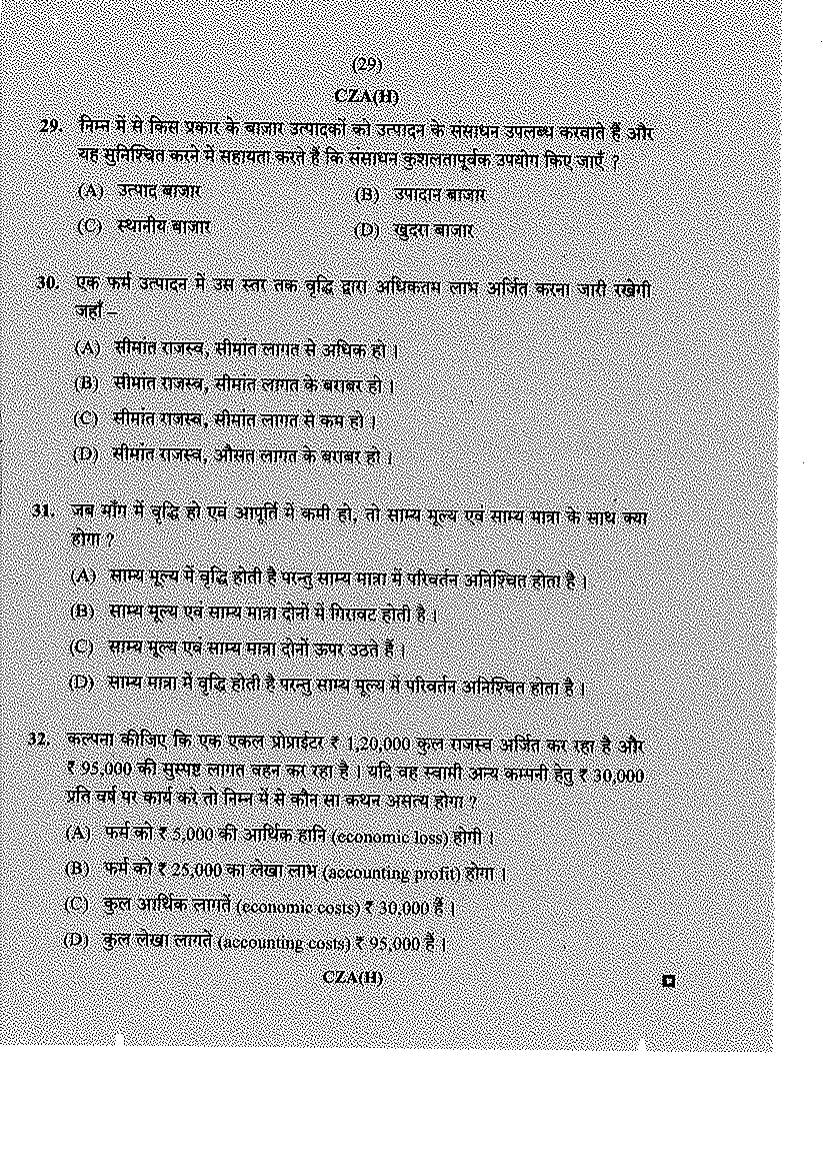 (29)
CZA(H)
29. निम्न में से किस प्रकार के बाजार उत्पादकों को उत्पादन के संसाधन उपलब्ध करवाते हैं और
यह सुनिश्चित करने में सहायता करते है कि संसाधन कुशलतापूर्वक उपयोग किए जाएँ ?
(A) उत्पाद बाजार (B) उपादान बाजार
(C) स्थानीय बाजार (D) खुदरा बाजार
30. एक फर्म उत्पादन में उस स्तर तक वृद्धि द्वारा अधिकतम लाभ अर्जित करना जारी रखेगी
जहाँ –
(A) सीमांत राजस्व, सीमांत लागत से अधिक हो ।
(B) सीमांत राजस्व, सीमांत लागत के बराबर हो ।
(C) सीमांत राजस्व, सीमांत लागत से कम हो ।
(D) सीमांत राजस्व, औसत लागत के बराबर हो ।
31. जब माँग में वृद्धि हो एवं आपूर्ति में कमी हो, तो साम्य मूल्य एवं साम्य मात्रा के साथ क्या
होगा ?
(A) साम्य मूल्य में वृद्धि होती है परन्तु साम्य मात्रा में परिवर्तन अनिश्चित होता है ।
(B) साम्य मूल्य एवं साम्य मात्रा दोनों में गिरावट होती है ।
(C) साम्य मूल्य एवं साम्य मात्रा दोनों ऊपर उठते हैं ।
(D) साम्य मात्रा में वृद्धि होती है परन्तु साम्य मूल्य में परिवर्तन अनिश्चित होता है ।
32. कल्पना कीजिए कि एक एकल प्रोप्राईटर ₹ 1,20,000 कुल राजस्व अर्जित कर रहा है और
₹ 95,000 की सुस्पष्ट लागत वहन कर रहा है । यदि वह स्वामी अन्य कम्पनी हेतु ₹ 30,000
प्रति वर्ष पर कार्य करे तो निम्न में से कौन सा कथन असत्य होगा ?
(A) फर्म को ₹ 5,000 की आर्थिक हानि (economic loss) होगी ।
(B) फर्म को ₹ 25,000 का लेखा लाभ (accounting profit) होगा ।
(C) कुल आर्थिक लागतें (economic costs) ₹ 30,000 हैं ।
(D) कुल लेखा लागतें (accounting costs) ₹ 95,000 हैं ।
CZA(H)